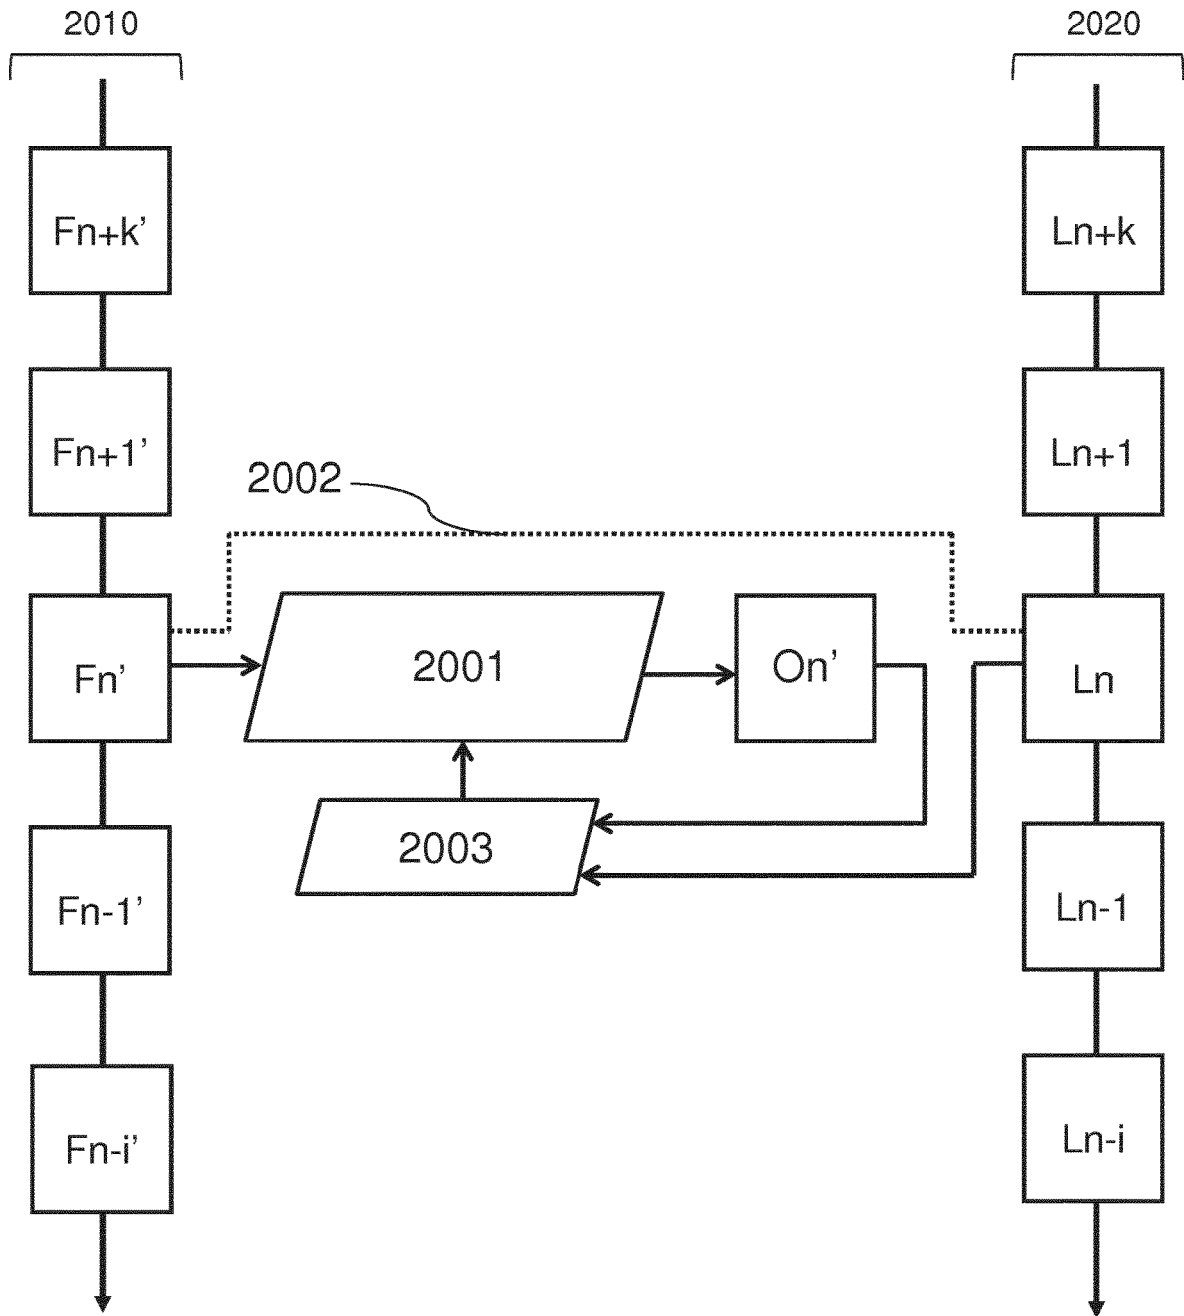 2010
2020
Fn+k’
Ln+k
Fn+1’
Ln+1
2002
Fn’
2001
On’
Ln
2003
Fn-1’
Ln-1
Fn-i’
Ln-i